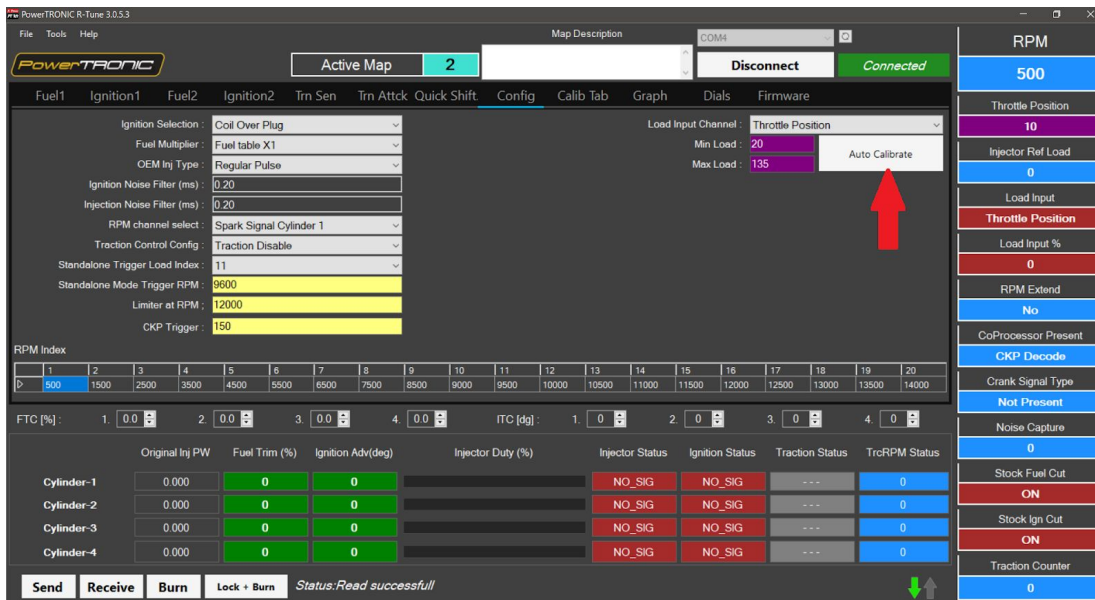 PowerTRONIC R-Tune 3.0.5.3
File Tools Help
Map Description
COM4
PowerTRONIC
Active Map 2
Disconnect Connected
Fuel1 Ignition1 Fuel2 Ignition2 Trn Sen Trn Attck Quick Shift Config Calib Tab Graph Dials Firmware
Ignition Selection : Coil Over Plug
Fuel Multiplier : Fuel table X1
OEM Inj Type : Regular Pulse
Ignition Noise Filter (ms) : 0.20
Injection Noise Filter (ms) : 0.20
RPM channel select : Spark Signal Cylinder 1
Traction Control Config : Traction Disable
Standalone Trigger Load Index : 11
Standalone Mode Trigger RPM : 9600
Limiter at RPM ; 12000
CKP Trigger : 150
Load Input Channel : Throttle Position
Min Load : 20
Max Load : 135
Auto Calibrate
RPM Index
1 2 3 4 5 6 7 8 9 10 11 12 13 14 15 16 17 18 19 20
500 1500 2500 3500 4500 5500 6500 7500 8500 9000 9500 10000 10500 11000 11500 12000 12500 13000 13500 14000
FTC [%] : 1. 0.0 2. 0.0 3. 0.0 4. 0.0 ITC [dg] : 1. 0 2. 0 3. 0 4. 0
Original Inj PW Fuel Trim (%) Ignition Adv(deg) Injector Duty (%) Injector Status Ignition Status Traction Status TrcRPM Status
Cylinder-1 0.000 0 0 NO_SIG NO_SIG --- 0
Cylinder-2 0.000 0 0 NO_SIG NO_SIG --- 0
Cylinder-3 0.000 0 0 NO_SIG NO_SIG --- 0
Cylinder-4 0.000 0 0 NO_SIG NO_SIG --- 0
Send Receive Burn Lock + Burn Status:Read successfull
RPM
500
Throttle Position
10
Injector Ref Load
0
Load Input
Throttle Position
Load Input %
0
RPM Extend
No
CoProcessor Present
CKP Decode
Crank Signal Type
Not Present
Noise Capture
0
Stock Fuel Cut
ON
Stock Ign Cut
ON
Traction Counter
0